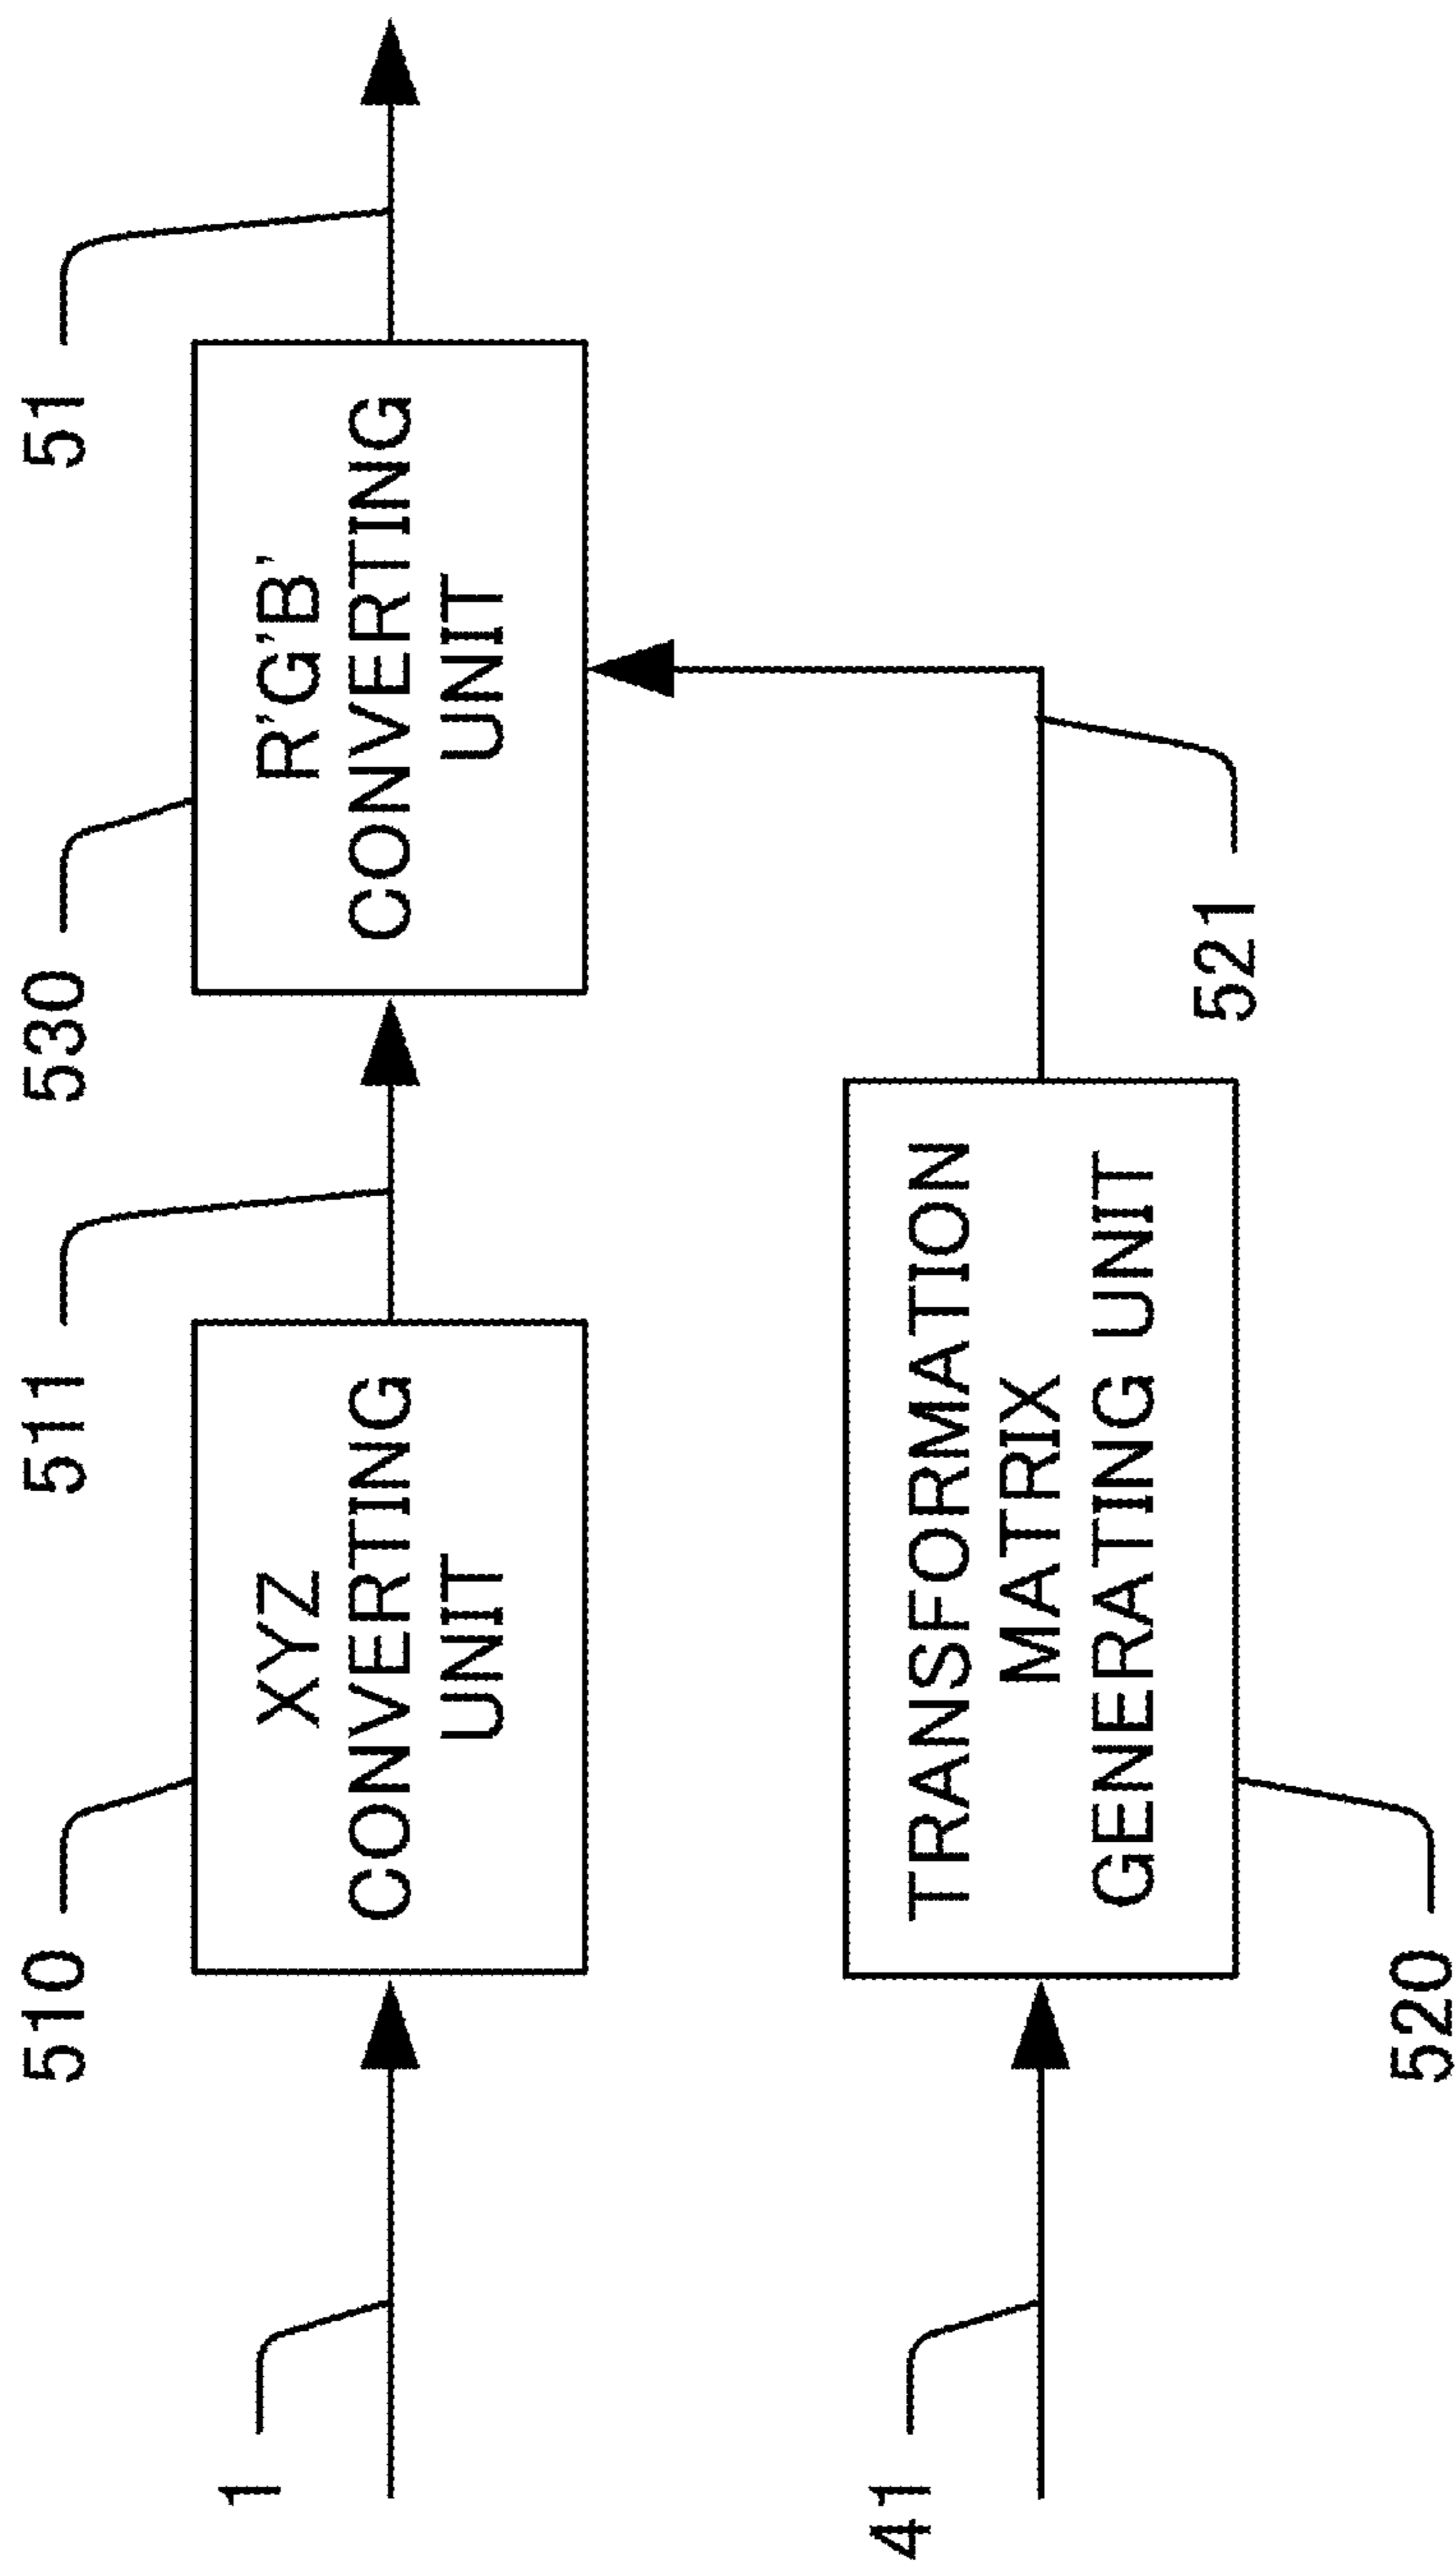 510
511
530
51
XYZ
CONVERTING
UNIT
R'G'B'
CONVERTING
UNIT
1
41
TRANSFORMATION
MATRIX
GENERATING UNIT
521
520